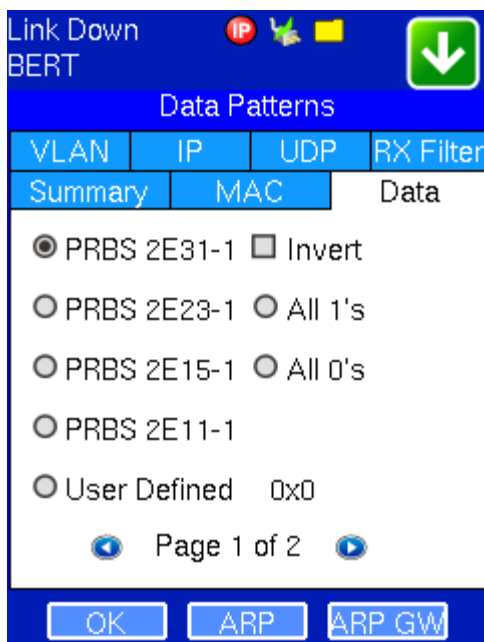 Link Down
IP
BERT
Data Patterns
VLAN IP UDP RX Filter
Summary MAC Data
PRBS 2E31-1 Invert
PRBS 2E23-1 All 1's
PRBS 2E15-1 All 0's
PRBS 2E11-1
User Defined 0x0
Page 1 of 2
OK ARP ARP GW